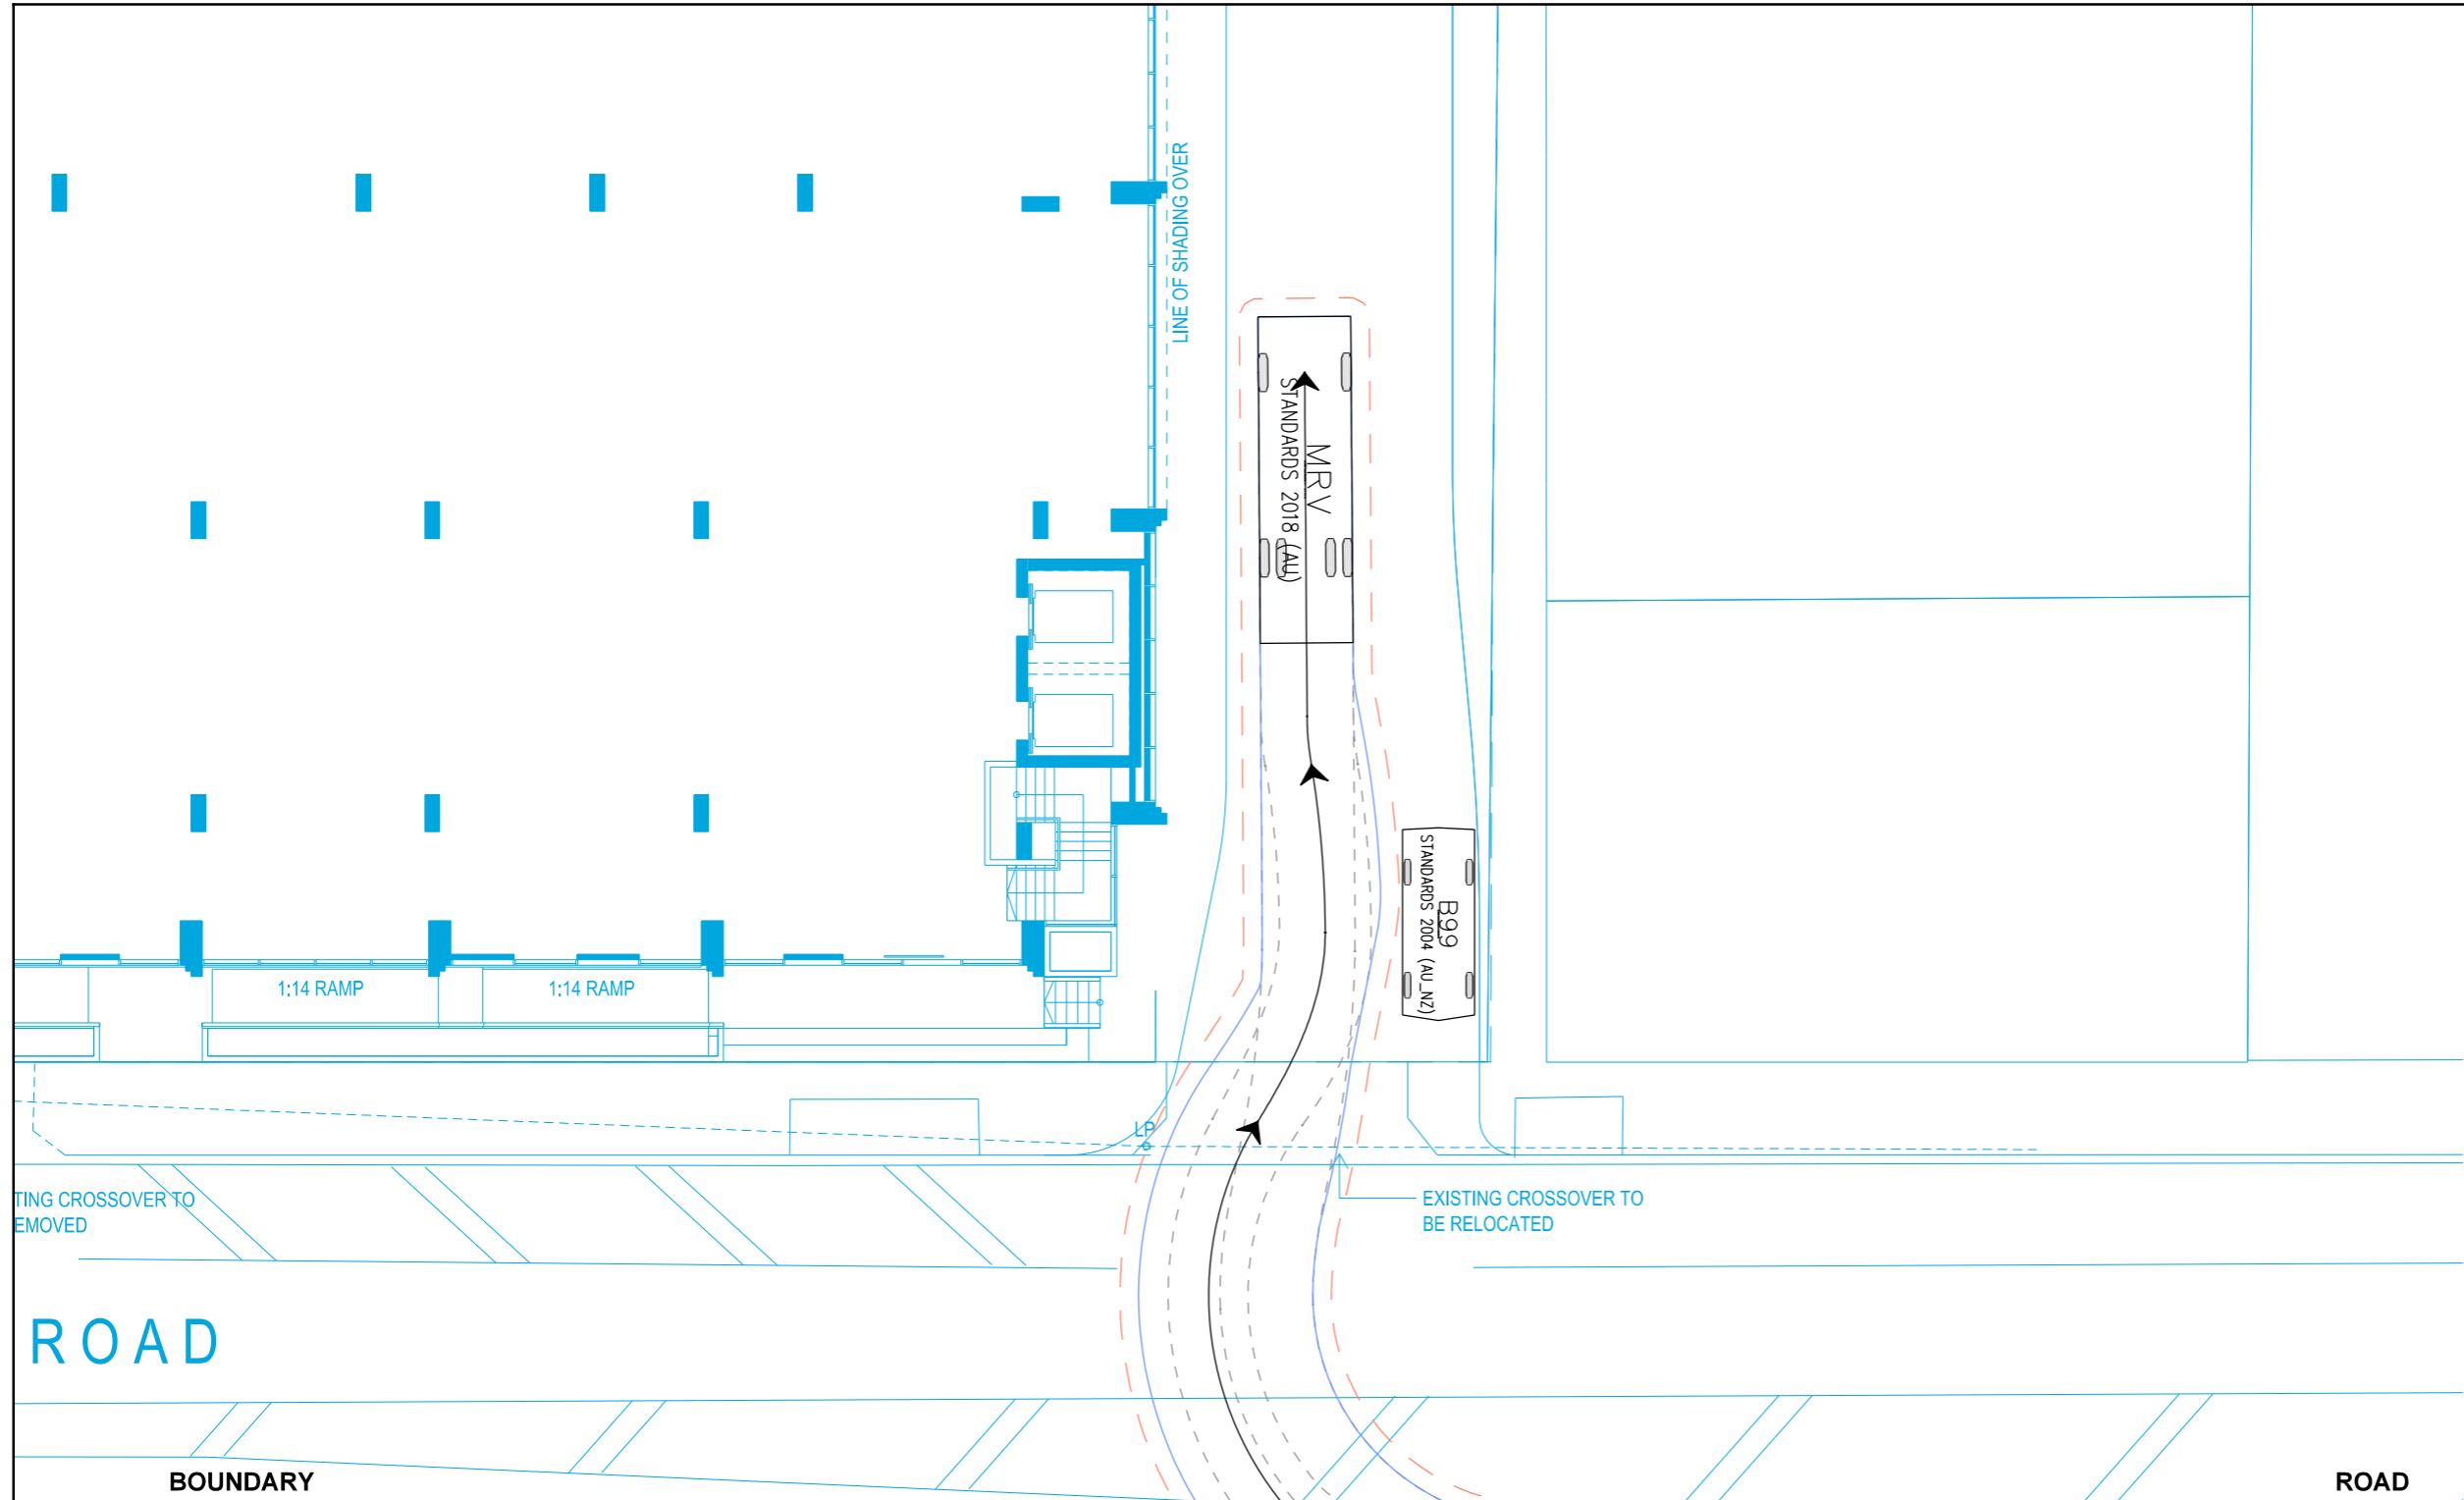 LINE OF SHADING OVER
MRV
STANDARDS 2018 (AU)
B99
STANDARDS 2004 (AU_NZ)
1:14 RAMP
1:14 RAMP
LP
TING CROSSOVER TO
EMOVED
EXISTING CROSSOVER TO
BE RELOCATED
ROAD
BOUNDARY
ROAD